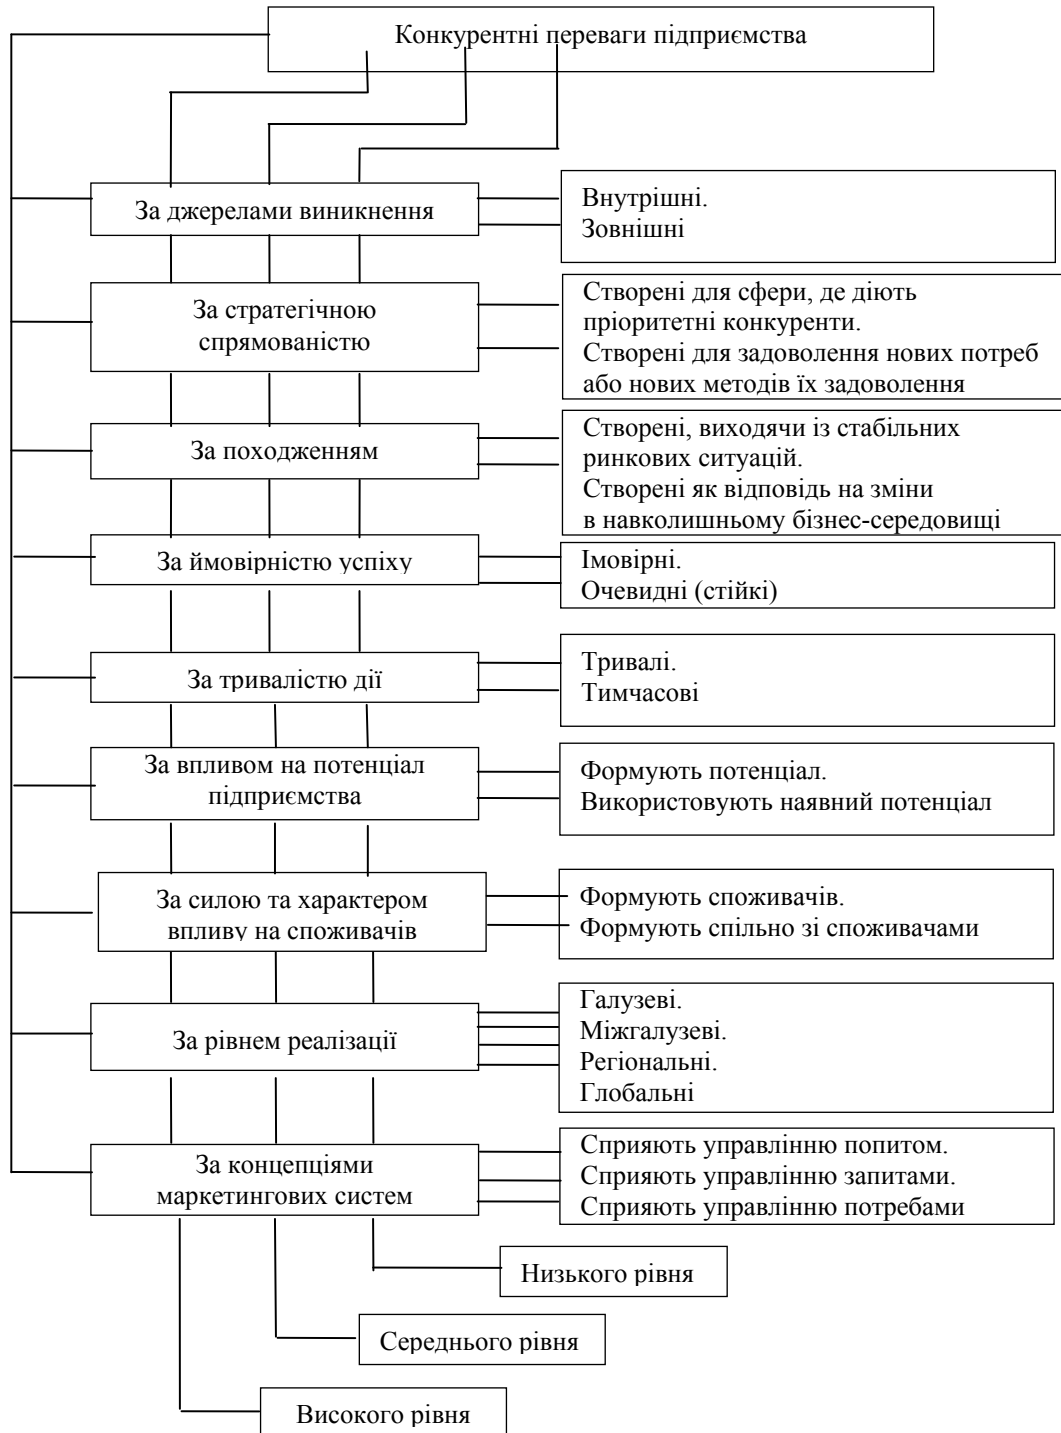 Конкурентні переваги підприємства
За джерелами виникнення
Внутрішні.
Зовнішні
За стратегічною
спрямованістю
Створені для сфери, де діють
пріоритетні конкуренти.
Створені для задоволення нових потреб
або нових методів їх задоволення
За походженням
Створені, виходячи із стабільних
ринкових ситуацій.
Створені як відповідь на зміни
в навколишньому бізнес-середовищі
За ймовірністю успіху
Імовірні.
Очевидні (стійкі)
За тривалістю дії
Тривалі.
Тимчасові
За впливом на потенціал
підприємства
Формують потенціал.
Використовують наявний потенціал
За силою та характером
впливу на споживачів
Формують споживачів.
Формують спільно зі споживачами
За рівнем реалізації
Галузеві.
Міжгалузеві.
Регіональні.
Глобальні
За концепціями
маркетингових систем
Сприяють управлінню попитом.
Сприяють управлінню запитами.
Сприяють управлінню потребами
Низького рівня
Середнього рівня
Високого рівня